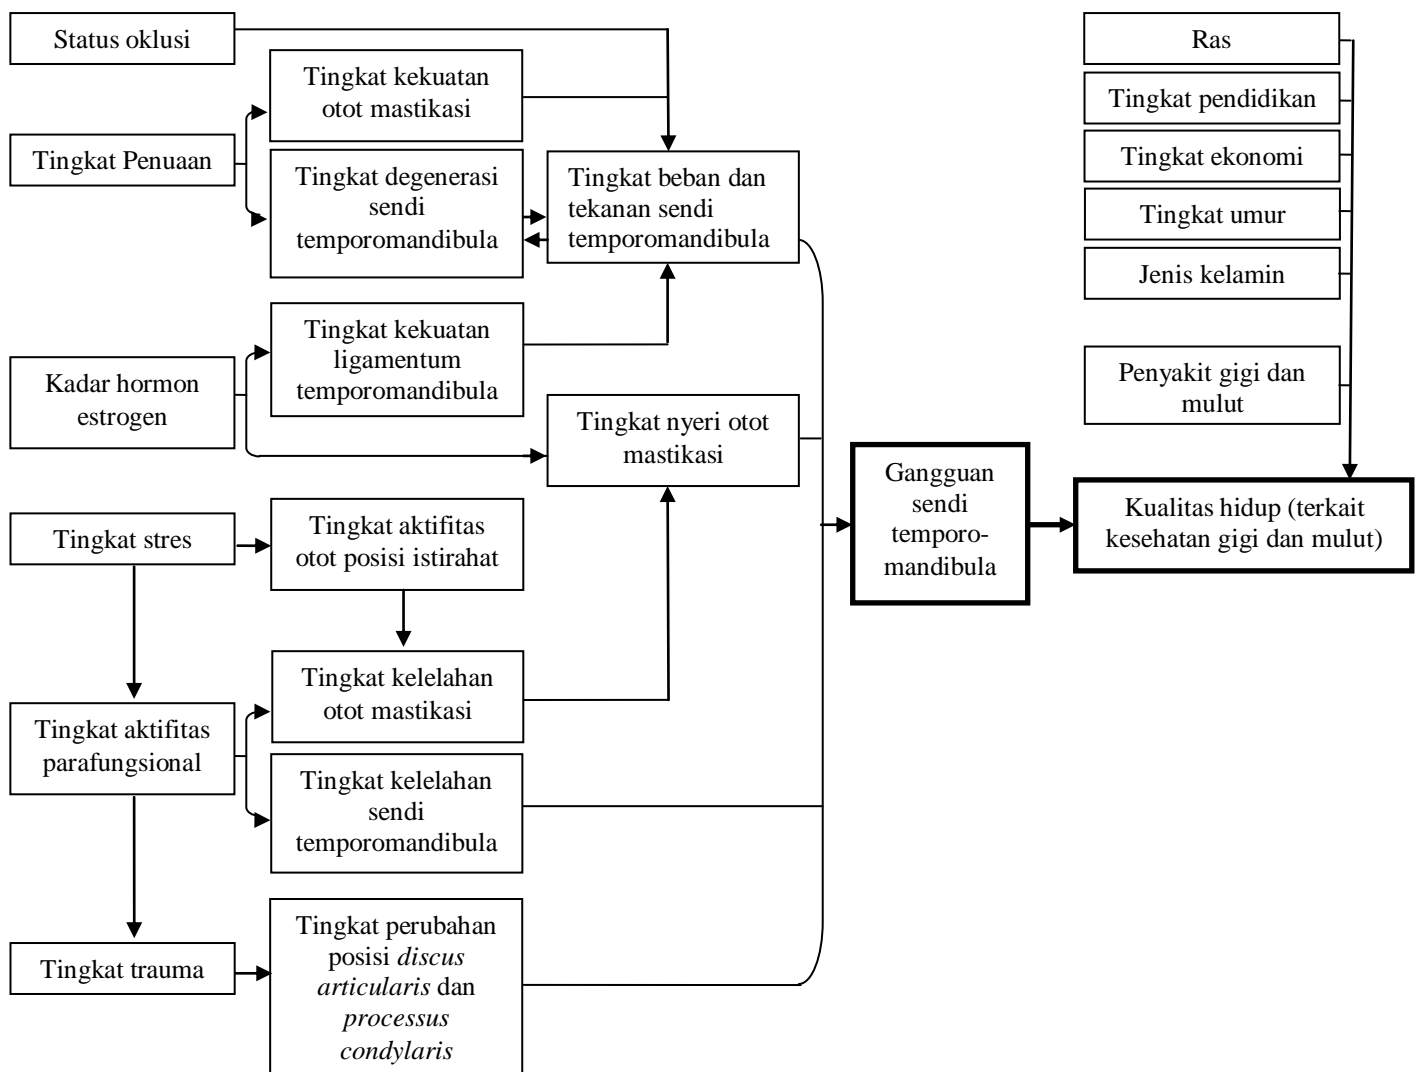 Status oklusi
Tingkat kekuatan
otot mastikasi
Tingkat Penuaan
Tingkat degenerasi
sendi
temporomandibula
Tingkat beban dan
tekanan sendi
temporomandibula
Kadar hormon
estrogen
Tingkat kekuatan
ligamentum
temporomandibula
Tingkat nyeri otot
mastikasi
Tingkat stres
Tingkat aktifitas
otot posisi istirahat
Tingkat kelelahan
otot mastikasi
Tingkat aktifitas
parafungsional
Tingkat kelelahan
sendi
temporomandibula
Tingkat trauma
Tingkat perubahan
posisi discus
articularis dan
processus
condylaris
Gangguan
sendi
temporo-
mandibula
Ras
Tingkat pendidikan
Tingkat ekonomi
Tingkat umur
Jenis kelamin
Penyakit gigi dan
mulut
Kualitas hidup (terkait
kesehatan gigi dan mulut)